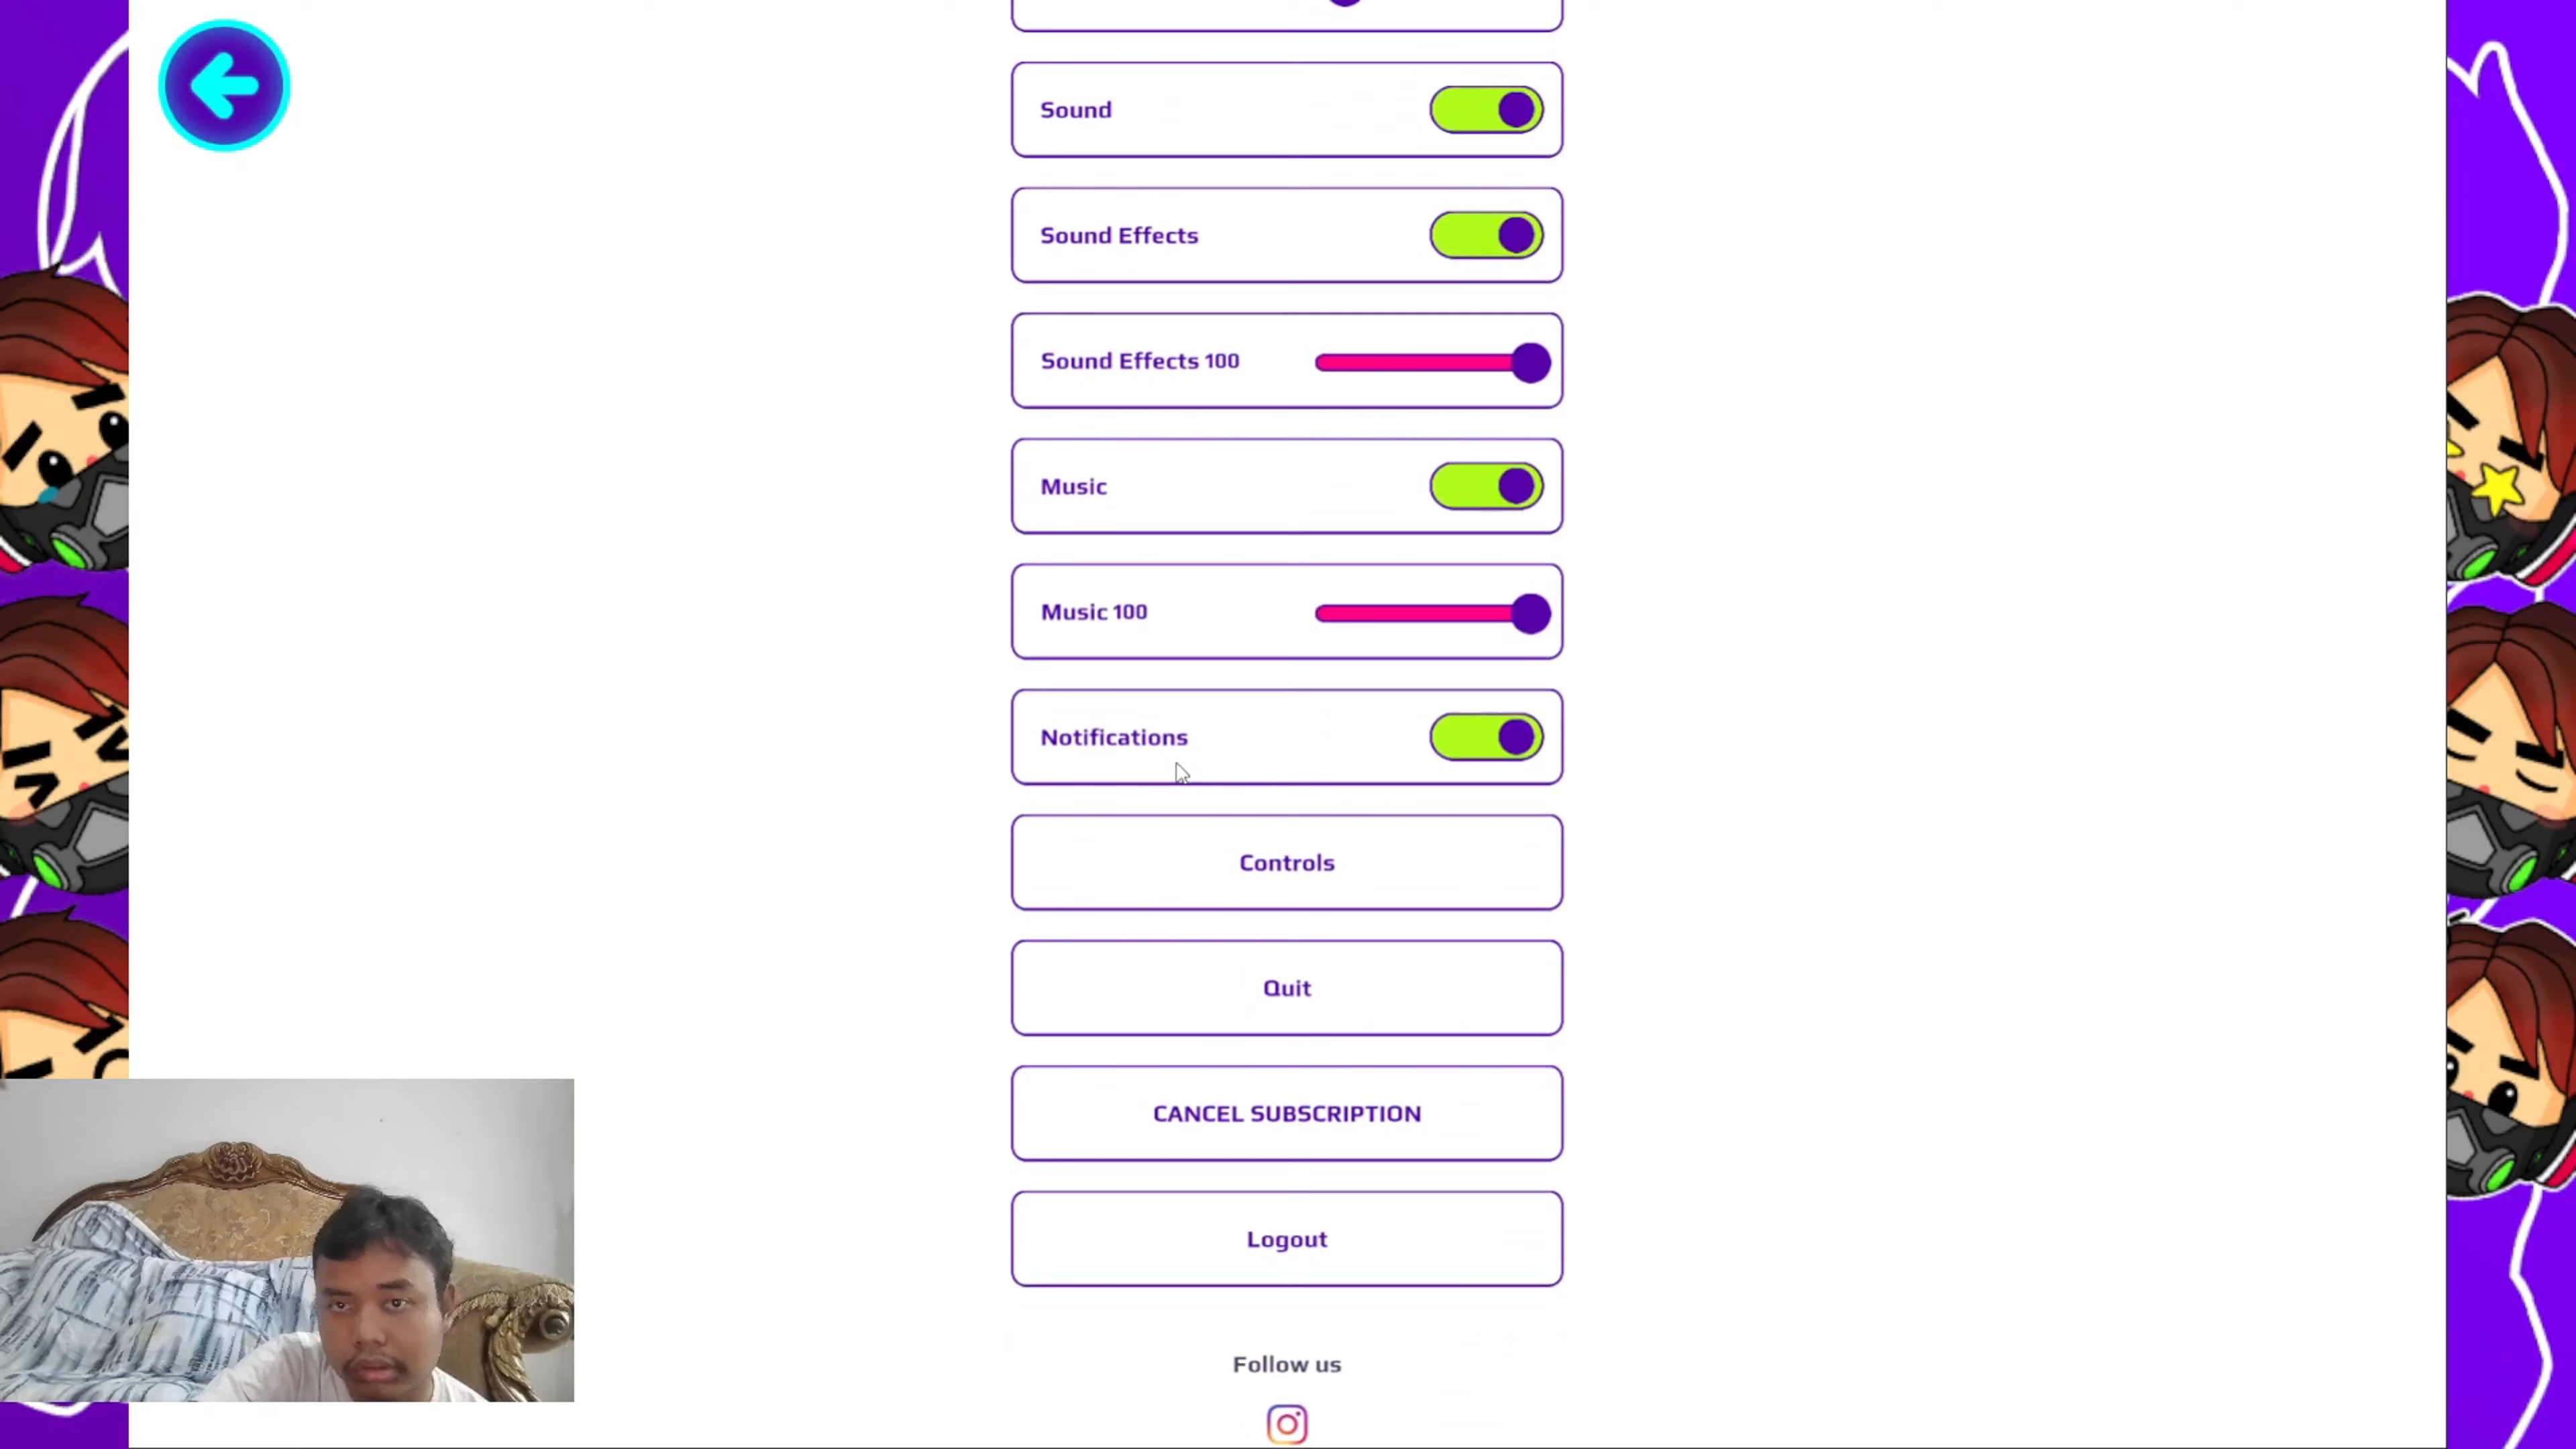 Sound
Sound Effects
Sound Effects 100
Music
Music 100
Notifications
Controls
Quit
CANCEL SUBSCRIPTION
Logout
Follow us